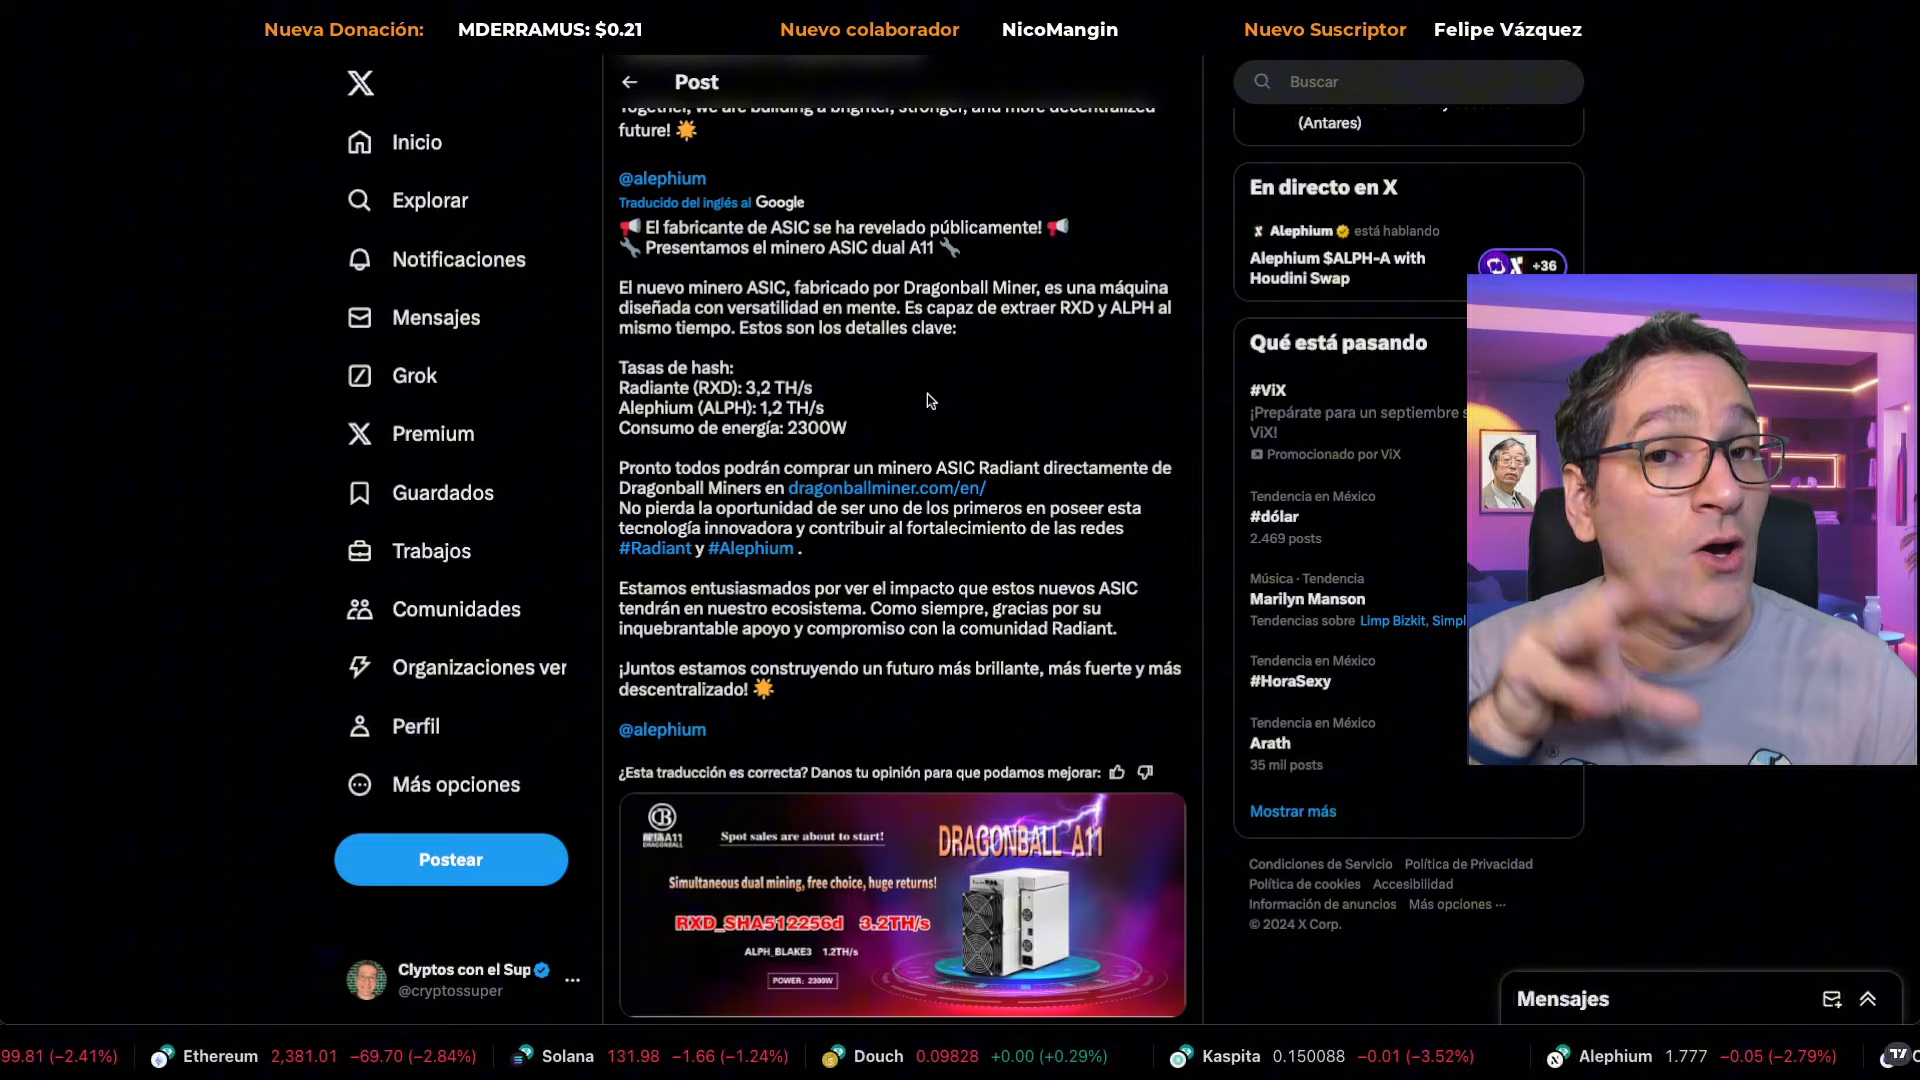 Nueva Donación: MDERRAMUS: $0.21 Nuevo colaborador NicoMangin Nuevo Suscriptor Felipe Vázquez
Inicio
Explorar
Notificaciones
Mensajes
Grok
Premium
Guardados
Trabajos
Comunidades
Organizaciones ver
Perfil
Más opciones
Postear
Clyptos con el Sup
@cryptossuper
Post
Together, we are building a brighter, stronger, and more decentralized
future! 🌟
@alephium
Traducido del inglés al Google
📢 El fabricante de ASIC se ha revelado públicamente! 📢
🔧 Presentamos el minero ASIC dual A11 🔧
El nuevo minero ASIC, fabricado por Dragonball Miner, es una máquina
diseñada con versatilidad en mente. Es capaz de extraer RXD y ALPH al
mismo tiempo. Estos son los detalles clave:
Tasas de hash:
Radiante (RXD): 3,2 TH/s
Alephium (ALPH): 1,2 TH/s
Consumo de energía: 2300W
Pronto todos podrán comprar un minero ASIC Radiant directamente de
Dragonball Miners en dragonballminer.com/en/
No pierda la oportunidad de ser uno de los primeros en poseer esta
tecnología innovadora y contribuir al fortalecimiento de las redes
#Radiant y #Alephium .
Estamos entusiasmados por ver el impacto que estos nuevos ASIC
tendrán en nuestro ecosistema. Como siempre, gracias por su
inquebrantable apoyo y compromiso con la comunidad Radiant.
¡Juntos estamos construyendo un futuro más brillante, más fuerte y más
descentralizado! 🌟
@alephium
¿Esta traducción es correcta? Danos tu opinión para que podamos mejorar:
DRAGONBALL
Spot sales are about to start!
DRAGONBALL A11
Simultaneous dual mining, free choice, huge returns!
RXD_SHA512256d 3.2TH/s
ALPH_BLAKE3 1.2TH/s
POWER: 2300W
Buscar
(Antares)
En directo en X
Alephium está hablando
Alephium $ALPH-A with
Houdini Swap
+36
Qué está pasando
#ViX
¡Prepárate para un septiembre
ViX!
Promocionado por ViX
Tendencia en México
#dólar
2.469 posts
Música · Tendencia
Marilyn Manson
Tendencias sobre Limp Bizkit, Simpl
Tendencia en México
#HoraSexy
Tendencia en México
Arath
35 mil posts
Mostrar más
Condiciones de Servicio Política de Privacidad
Política de cookies Accesibilidad
Información de anuncios Más opciones ···
© 2024 X Corp.
Mensajes
99.81 (−2.41%) Ethereum 2,381.01 −69.70 (−2.84%) Solana 131.98 −1.66 (−1.24%) Douch 0.09828 +0.00 (+0.29%) Kaspita 0.150088 −0.01 (−3.52%) Alephium 1.777 −0.05 (−2.79%)